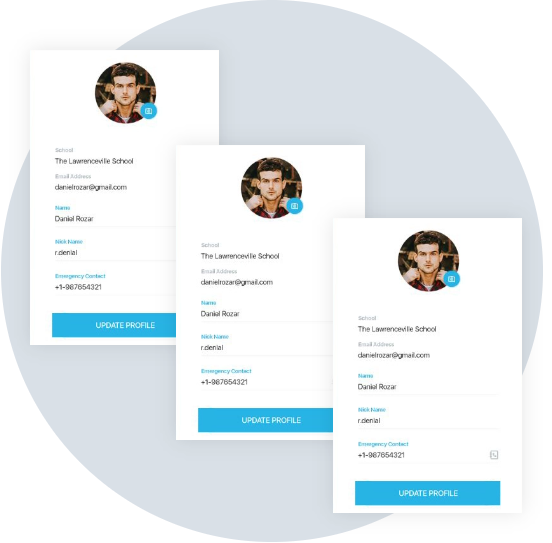 School
The Lawrenceville School
Email Address
danielrozar@gmail.com
Name
Daniel Rozar
Nick Name
r.denial
Emergency Contact
+1-987654321
UPDATE PROFILE
School
The Lawrenceville School
Email Address
danielrozar@gmail.com
Name
Daniel Rozar
Nick Name
r.denial
Emergency Contact
+1-987654321
UPDATE PROFILE
School
The Lawrenceville School
Email Address
danielrozar@gmail.com
Name
Daniel Rozar
Nick Name
r.denial
Emergency Contact
+1-987654321
UPDATE PROFILE